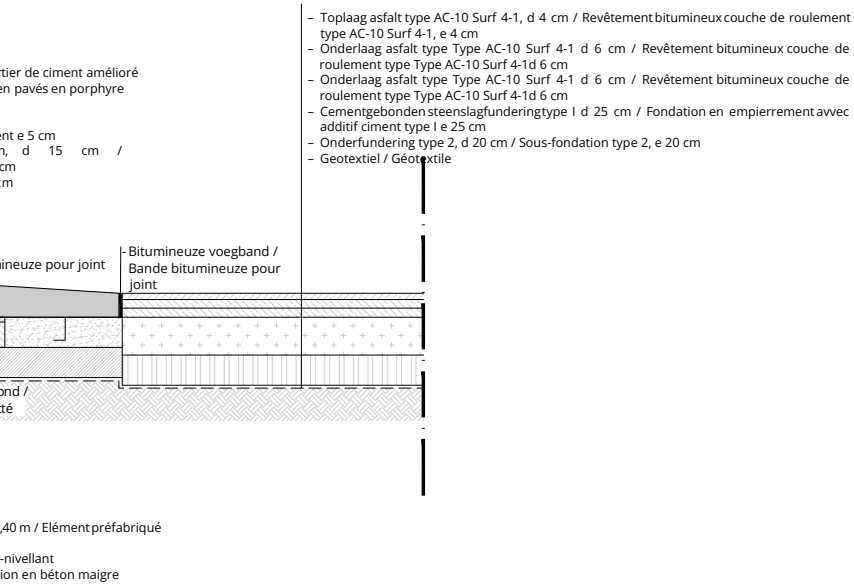 – Toplaag asfalt type AC-10 Surf 4-1, d 4 cm / Revêtement bitumineux couche de roulement
type AC-10 Surf 4-1, e 4 cm
– Onderlaag asfalt type Type AC-10 Surf 4-1 d 6 cm / Revêtement bitumineux couche de
roulement type Type AC-10 Surf 4-1d 6 cm
– Onderlaag asfalt type Type AC-10 Surf 4-1 d 6 cm / Revêtement bitumineux couche de
roulement type Type AC-10 Surf 4-1d 6 cm
– Cementgebonden steenslagfunderingtype I d 25 cm / Fondation en empierrement avvec
additif ciment type I e 25 cm
– Onderfundering type 2, d 20 cm / Sous-fondation type 2, e 20 cm
– Geotextiel / Géotextile
rtier de ciment amélioré
en pavés en porphyre
ent e 5 cm
m, d 15 cm /
cm
cm
ineuze pour joint
- Bitumineuze voegband /
Bande bitumineuze pour
joint
ond /
té
,40 m / Elément préfabriqué
-nivellant
ion en béton maigre